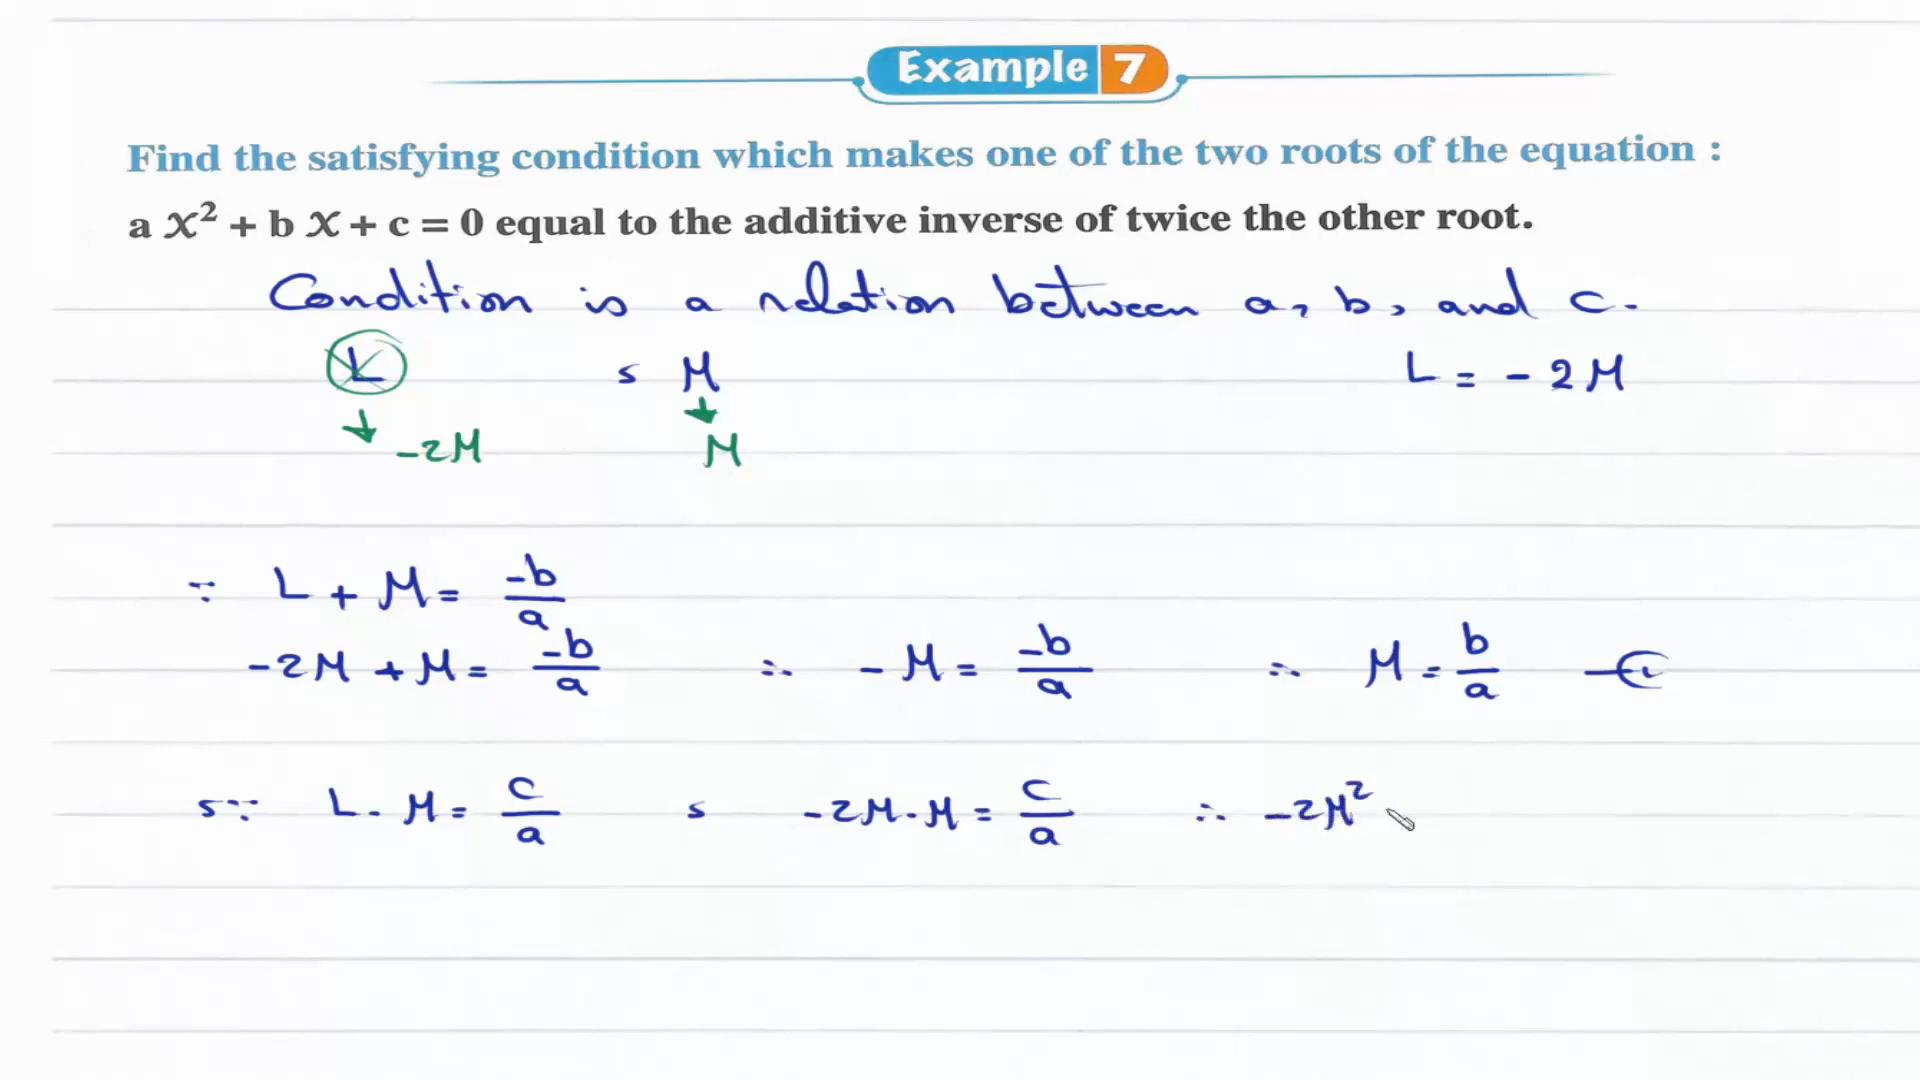 Example 7
Find the satisfying condition which makes one of the two roots of the equation :
a x² + b x + c = 0 equal to the additive inverse of twice the other root.
Condition is a relation between a, b, and c.
L , M L = - 2M
-2M M
∵ L + M = -b/a
-2M + M = -b/a ∴ - M = -b/a ∴ M = b/a
, ∵ L . M = c/a , -2M . M = c/a ∴ -2M²